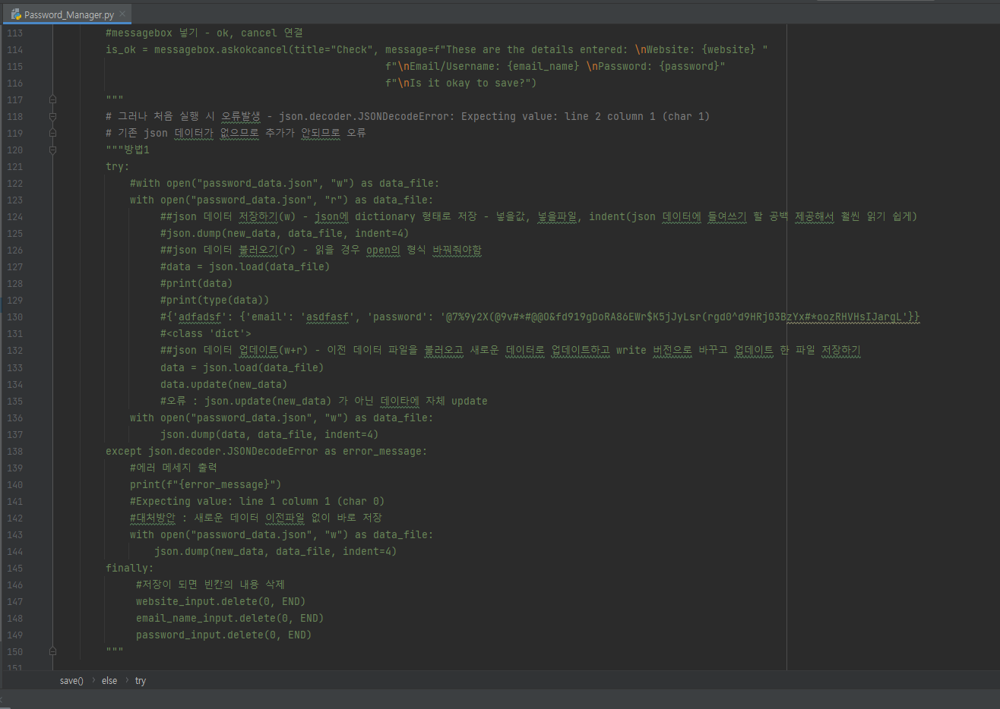 Password_Manager.py
113 #messagebox 넣기 - ok, cancel 연결
114 is_ok = messagebox.askokcancel(title="Check", message=f"These are the details entered: \nWebsite: {website} "
115 f"\nEmail/Username: {email_name} \nPassword: {password}"
116 f"\nIs it okay to save?")
117 """
118 # 그러나 처음 실행 시 오류발생 - json.decoder.JSONDecodeError: Expecting value: line 2 column 1 (char 1)
119 # 기존 json 데이터가 없으므로 추가가 안되므로 오류
120 """방법1
121 try:
122 #with open("password_data.json", "w") as data_file:
123 with open("password_data.json", "r") as data_file:
124 ##json 데이터 저장하기(w) - json에 dictionary 형태로 저장 - 넣을값, 넣을파일, indent(json 데이터에 들여쓰기 할 공백 제공해서 훨씬 읽기 쉽게)
125 #json.dump(new_data, data_file, indent=4)
126 ##json 데이터 불러오기(r) - 읽을 경우 open의 형식 바꿔줘야함
127 #data = json.load(data_file)
128 #print(data)
129 #print(type(data))
130 #{'adfadsf': {'email': 'asdfasf', 'password': '@7%9y2X(@9v#*#@@O&fd919gDoRA86EWr$K5jJyLsr(rgd0^d9HRj03BzYx#*oozRHVHsIJargL'}}
131 #<class 'dict'>
132 ##json 데이터 업데이트(w+r) - 이전 데이터 파일을 불러오고 새로운 데이터로 업데이트하고 write 버전으로 바꾸고 업데이트 한 파일 저장하기
133 data = json.load(data_file)
134 data.update(new_data)
135 #오류 : json.update(new_data) 가 아닌 데이타에 자체 update
136 with open("password_data.json", "w") as data_file:
137 json.dump(data, data_file, indent=4)
138 except json.decoder.JSONDecodeError as error_message:
139 #에러 메세지 출력
140 print(f"{error_message}")
141 #Expecting value: line 1 column 1 (char 0)
142 #대처방안 : 새로운 데이터 이전파일 없이 바로 저장
143 with open("password_data.json", "w") as data_file:
144 json.dump(new_data, data_file, indent=4)
145 finally:
146 #저장이 되면 빈칸의 내용 삭제
147 website_input.delete(0, END)
148 email_name_input.delete(0, END)
149 password_input.delete(0, END)
150 """
151
save() › else › try